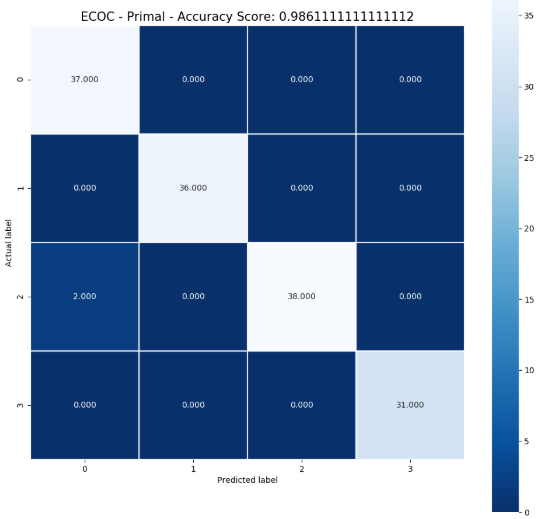 ECOC - Primal - Accuracy Score: 0.9861111111111112
0 37.000 0.000 0.000 0.000
1 0.000 36.000 0.000 0.000
2 2.000 0.000 38.000 0.000
3 0.000 0.000 0.000 31.000
Actual label
0 1 2 3
Predicted label
35
30
25
20
15
10
5
0